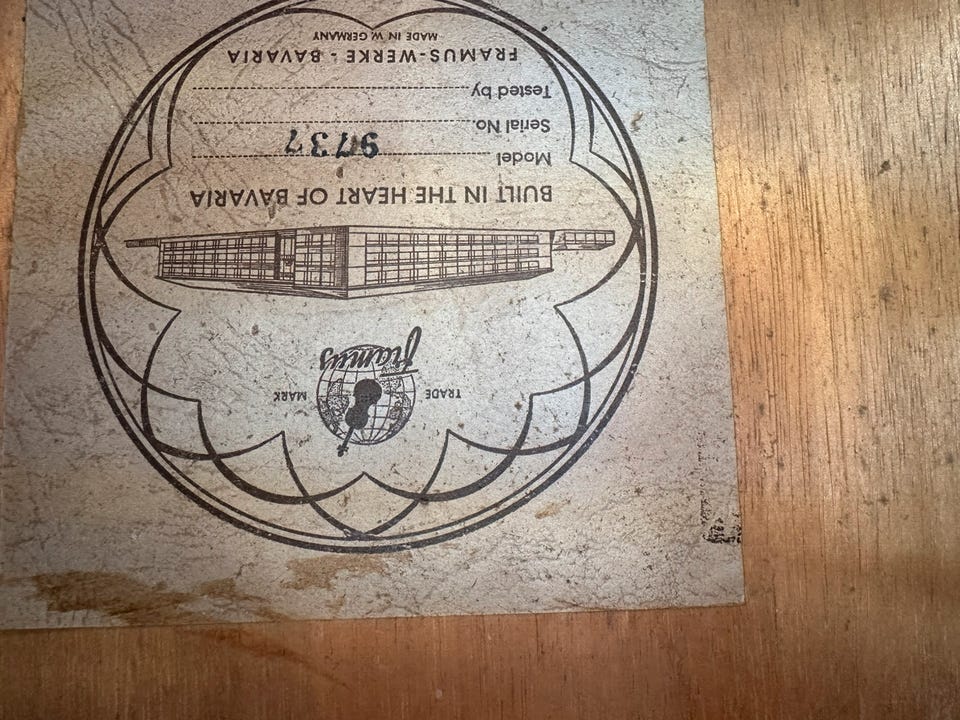 TRADE MARK
Framus
BUILT IN THE HEART OF BAVARIA
Model
Serial No.
Tested by
FRAMUS-WERKE - BAVARIA
MADE IN W. GERMANY